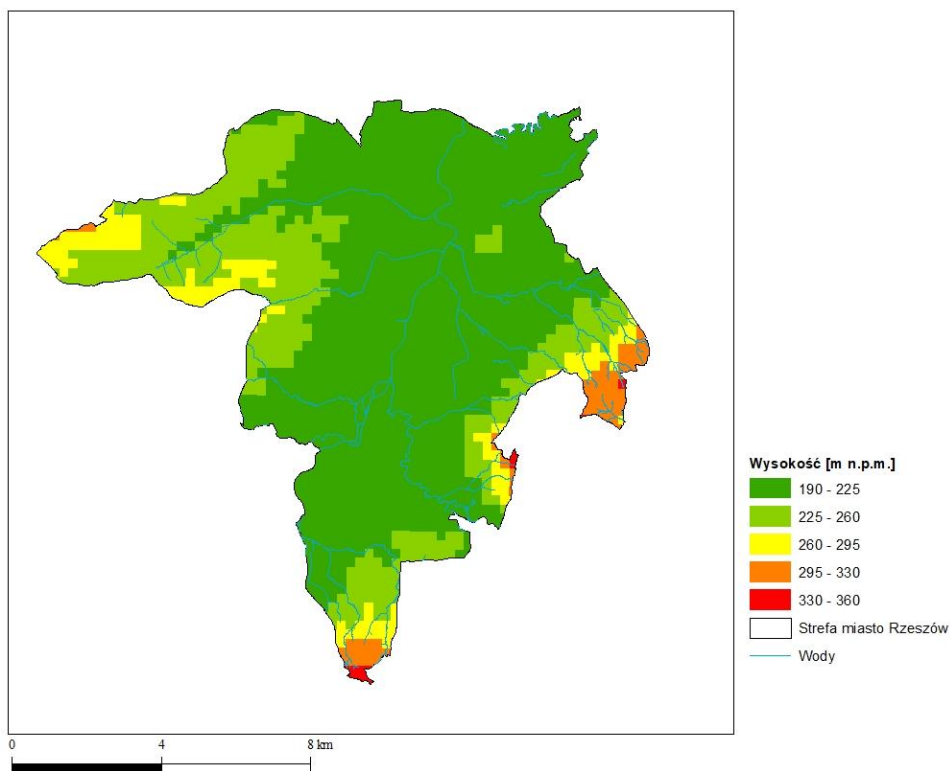 Wysokość [m n.p.m.]
190 - 225
225 - 260
260 - 295
295 - 330
330 - 360
Strefa miasto Rzeszów
Wody
0 4 8 km